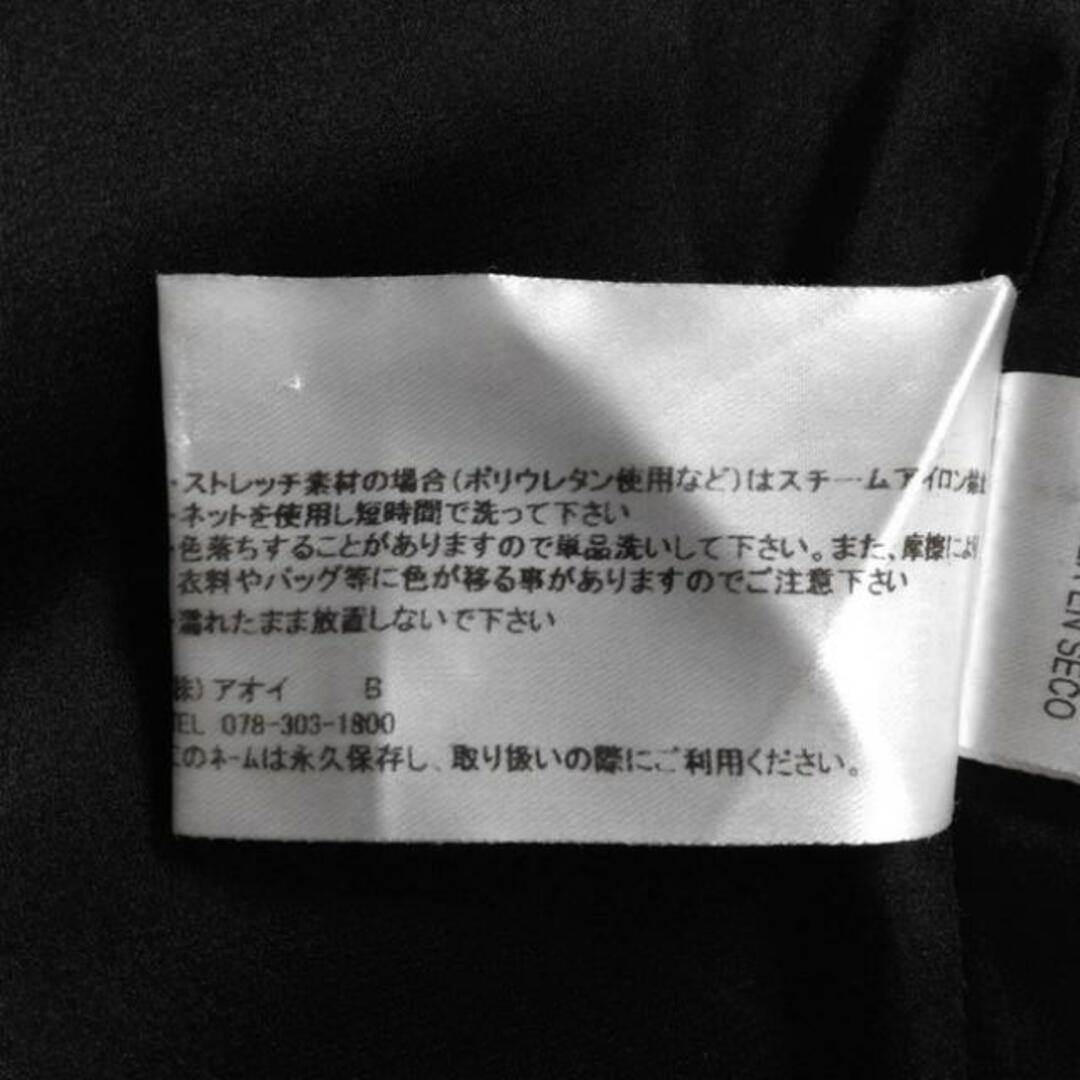 ・ストレッチ素材の場合(ポリウレタン使用など)はスチームアイロン禁止
・ネットを使用し短時間で洗って下さい
・色落ちすることがありますので単品洗いして下さい。また、摩擦により
衣料やバッグ等に色が移る事がありますのでご注意下さい
・濡れたまま放置しないで下さい
株)アオイ B
TEL 078-303-1800
このネームは永久保存し、取り扱いの際にご利用ください。
EN SECO